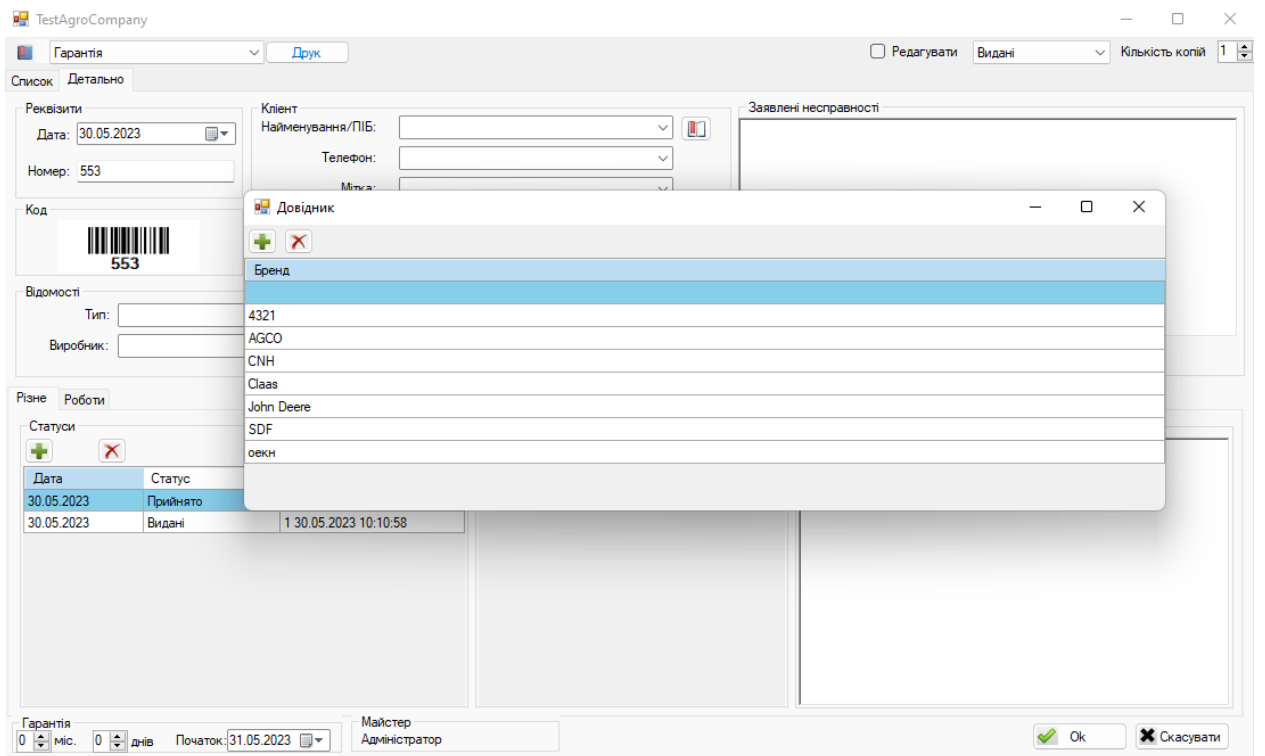 TestAgroCompany
Гарантія Друк Редагувати Видані Кількість копій 1
Список Детально
Реквізити Клієнт Заявлені несправності
Дата: 30.05.2023 Найменування/ПІБ:
Телефон:
Номер: 553
Мітка:
Код Довідник
553
Бренд
Відомості
Тип: 4321
Виробник: AGCO
CNH
Claas
Різне Роботи John Deere
Статуси SDF
оекн
Дата Статус
30.05.2023 Прийнято
30.05.2023 Видані 1 30.05.2023 10:10:58
Гарантія Майстер
0 міс. 0 днів Початок: 31.05.2023 Адміністратор Ok Скасувати